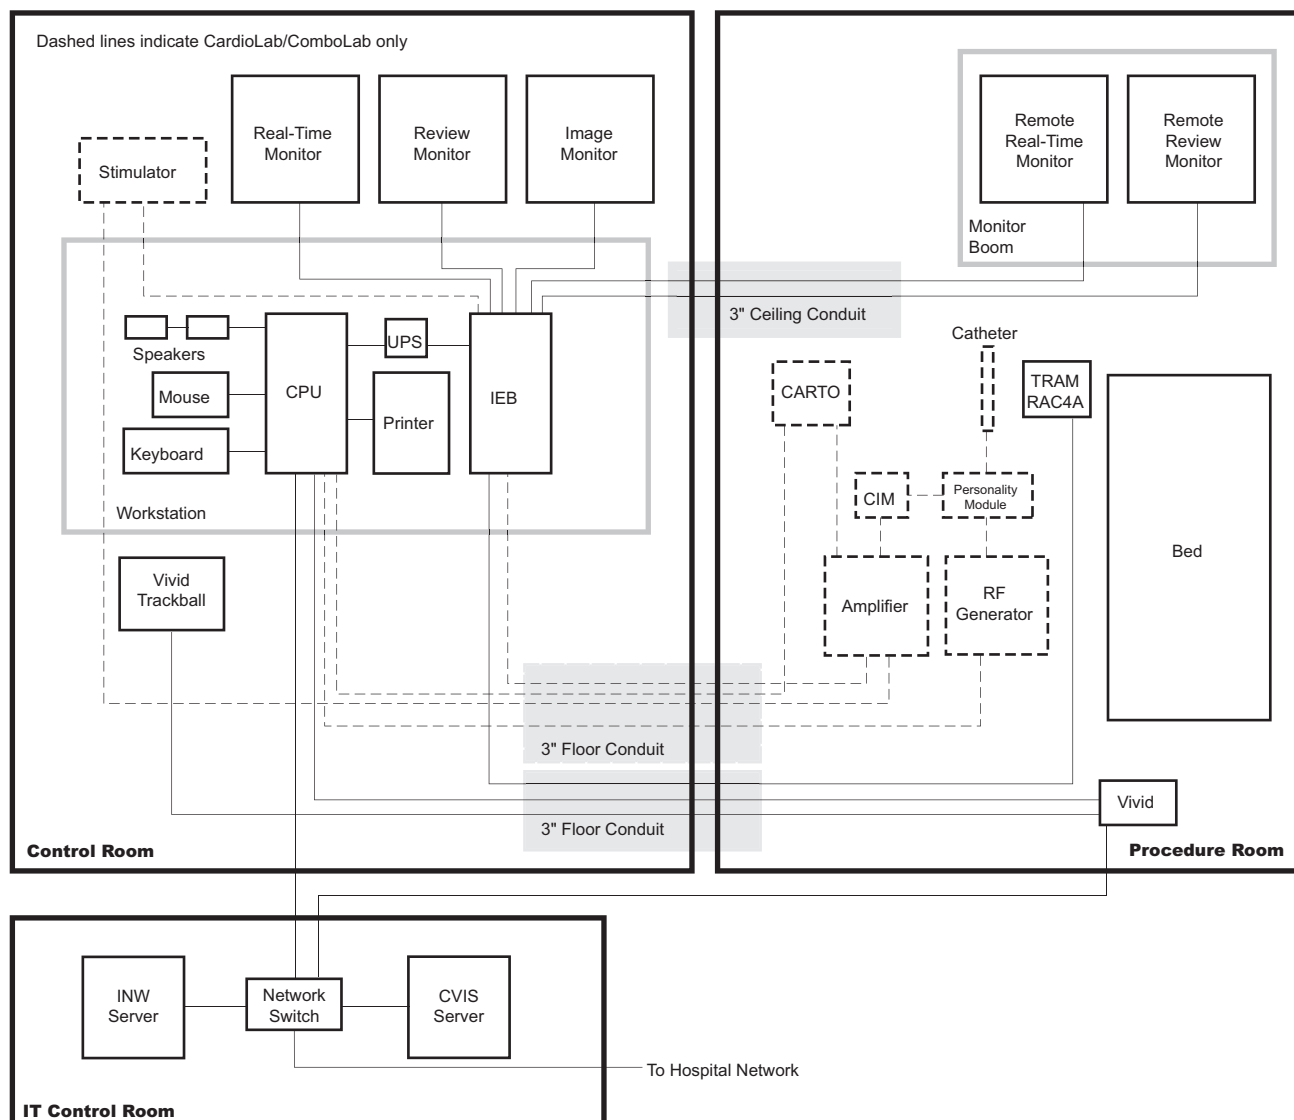 Dashed lines indicate CardioLab/ComboLab only
Stimulator
Real-Time
Monitor
Review
Monitor
Image
Monitor
Remote
Real-Time
Monitor
Remote
Review
Monitor
Monitor
Boom
3" Ceiling Conduit
Speakers
Mouse
Keyboard
CPU
UPS
Printer
IEB
Workstation
CARTO
Catheter
TRAM
RAC4A
CIM
Personality
Module
Amplifier
RF
Generator
Bed
Vivid
Trackball
3" Floor Conduit
3" Floor Conduit
Vivid
Control Room
Procedure Room
INW
Server
Network
Switch
CVIS
Server
To Hospital Network
IT Control Room